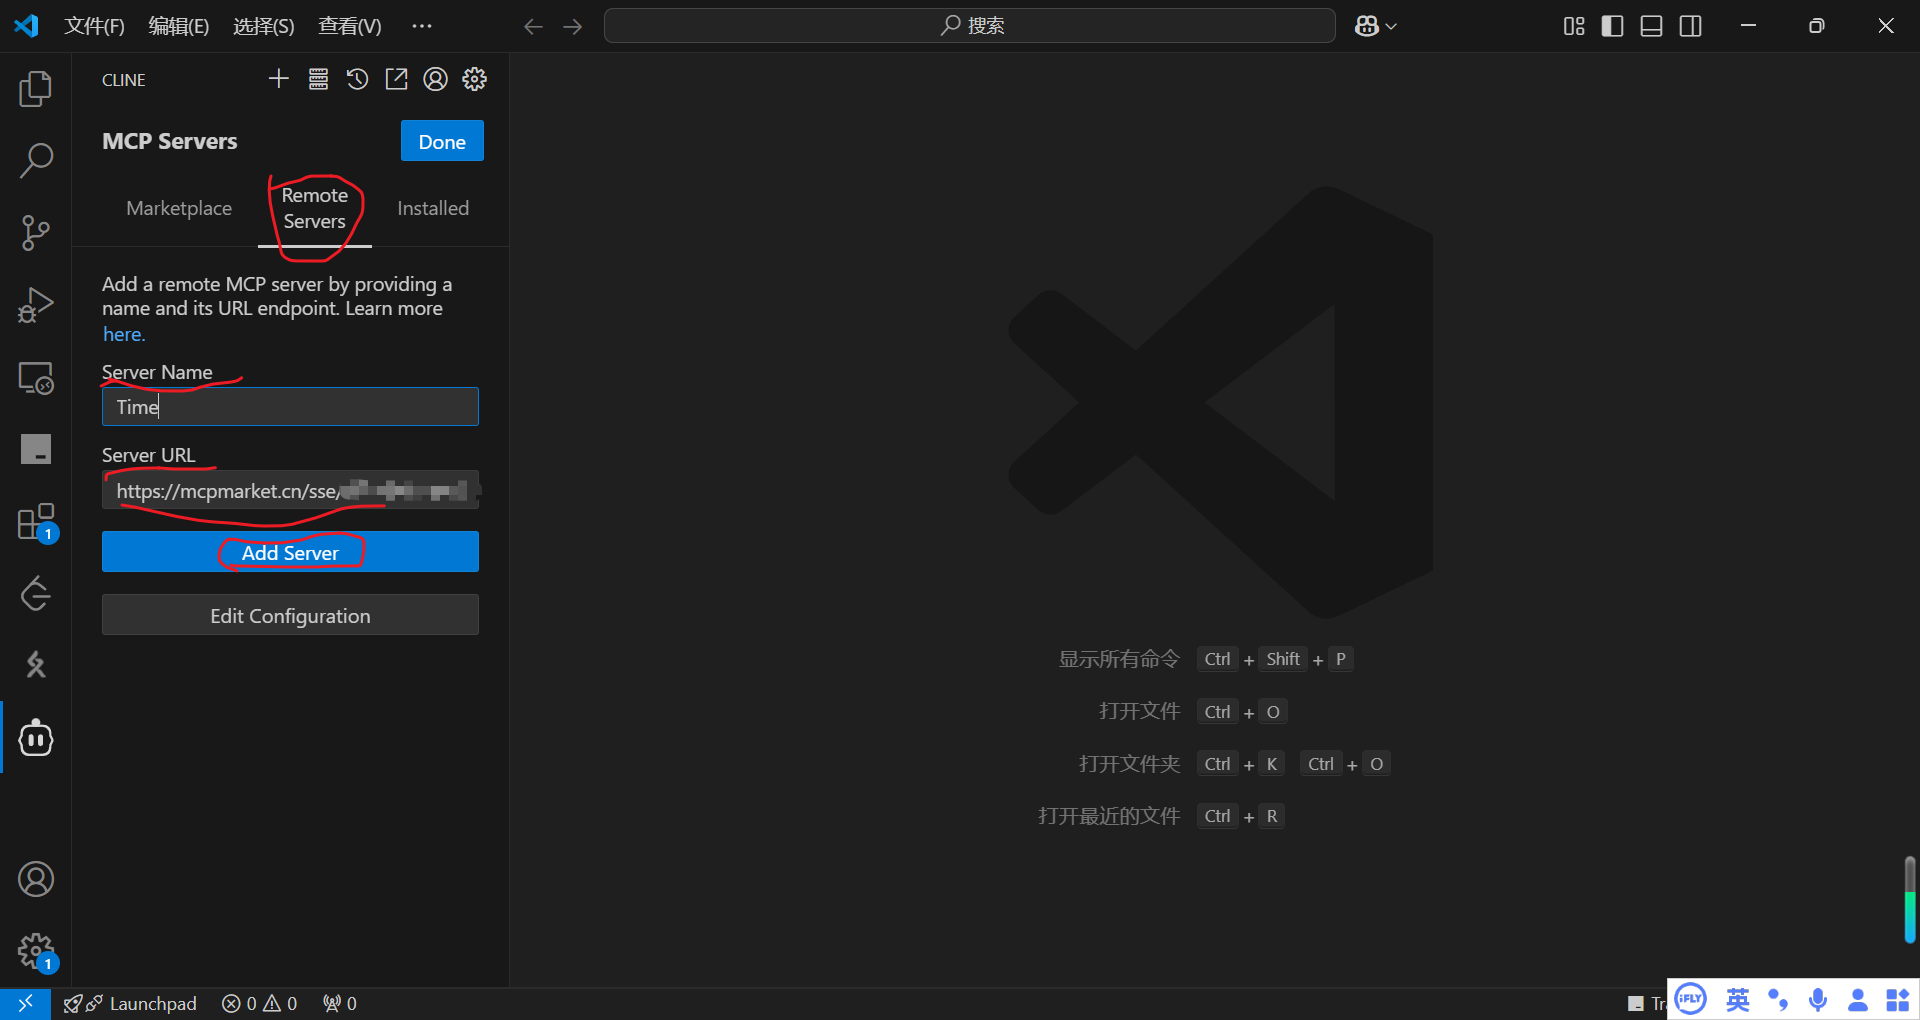 文件(F) 编辑(E) 选择(S) 查看(V) ···
搜索
CLINE
MCP Servers
Done
Marketplace
Remote
Servers
Installed
Add a remote MCP server by providing a
name and its URL endpoint. Learn more
here.
Server Name
Time
Server URL
https://mcpmarket.cn/sse/
Add Server
Edit Configuration
显示所有命令 Ctrl + Shift + P
打开文件 Ctrl + O
打开文件夹 Ctrl + K Ctrl + O
打开最近的文件 Ctrl + R
1
1
Launchpad 0 0 0
iFLY 英